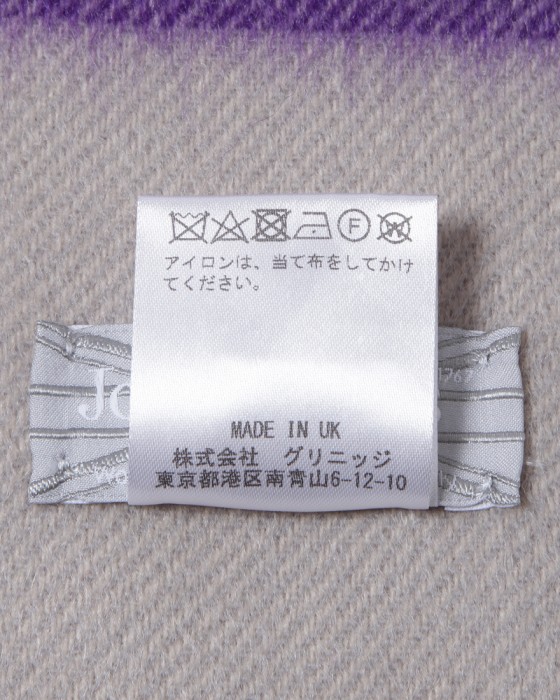 F W
アイロンは、当て布をしてかけ
てください。
Jo
1767
MADE IN UK
株式会社 グリニッジ
東京都港区南青山6-12-10